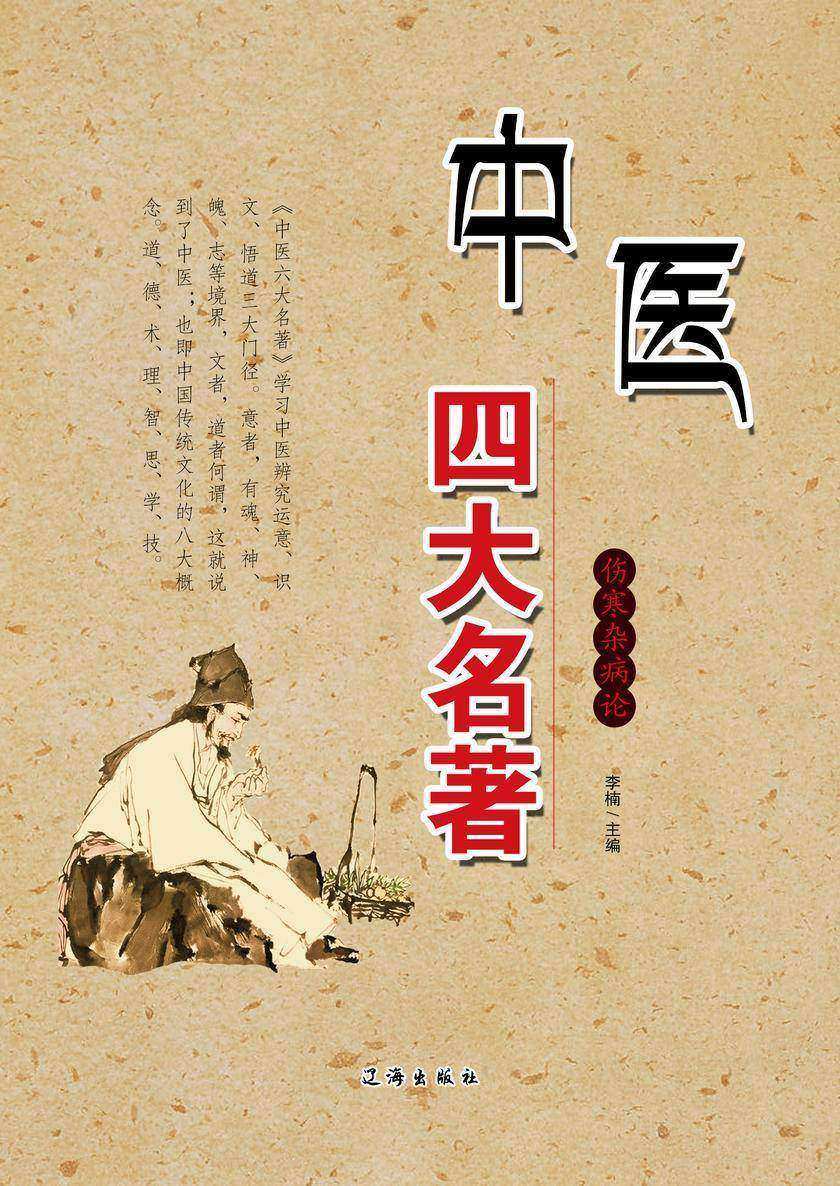 中医
四大名著
伤寒杂病论
李楠/主编
《中医六大名著》学习中医辨究运意、识
文、悟道三大门径。意者，有魂、神、
魄、志等境界，文者，道者何谓，这就说
到了中医；也即中国传统文化的八大概
念。道、德、术、理、智、思、学、技。
辽海出版社